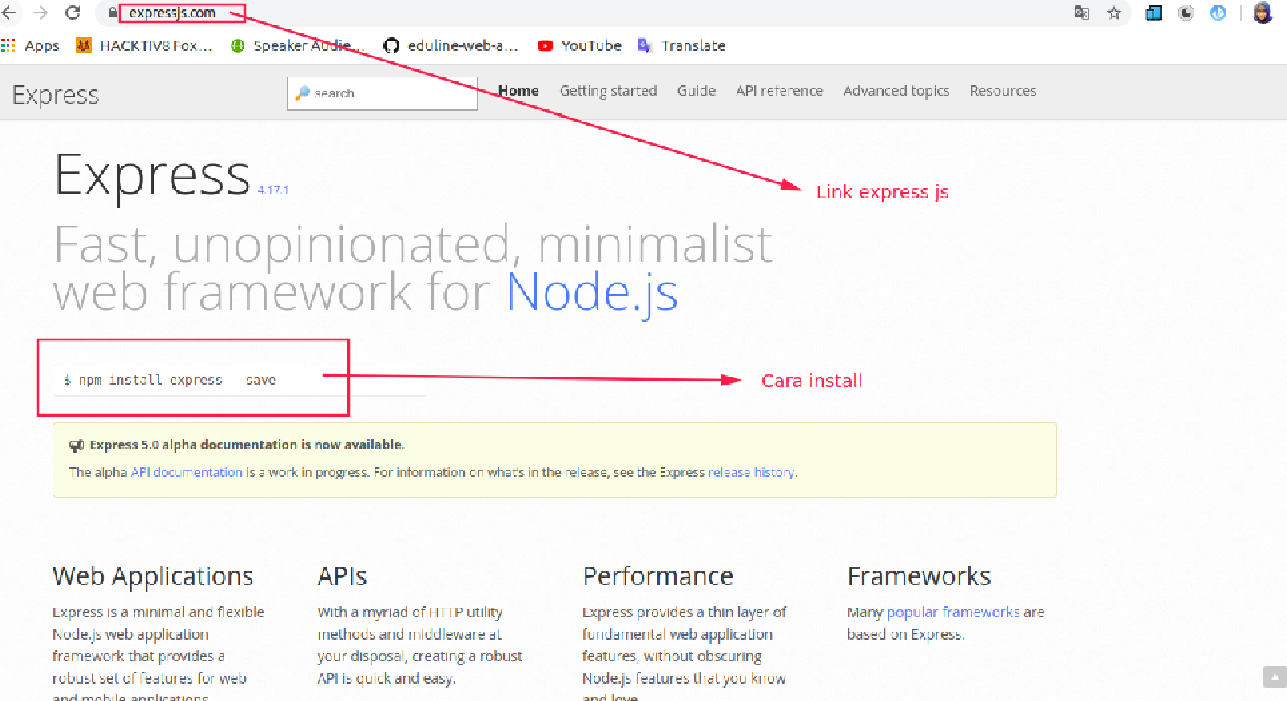 expressjs.com
Apps HACKTIV8 Fox... Speaker Audie... eduline-web-a... YouTube Translate
Express search Home Getting started Guide API reference Advanced topics Resources
Express 4.17.1
Link express js
Fast, unopinionated, minimalist
web framework for Node.js
$ npm install express --save
Cara install
Express 5.0 alpha documentation is now available.
The alpha API documentation is a work in progress. For information on what's in the release, see the Express release history.
Web Applications
Express is a minimal and flexible
Node.js web application
framework that provides a
robust set of features for web
and mobile applications.
APIs
With a myriad of HTTP utility
methods and middleware at
your disposal, creating a robust
API is quick and easy.
Performance
Express provides a thin layer of
fundamental web application
features, without obscuring
Node.js features that you know
and love.
Frameworks
Many popular frameworks are
based on Express.